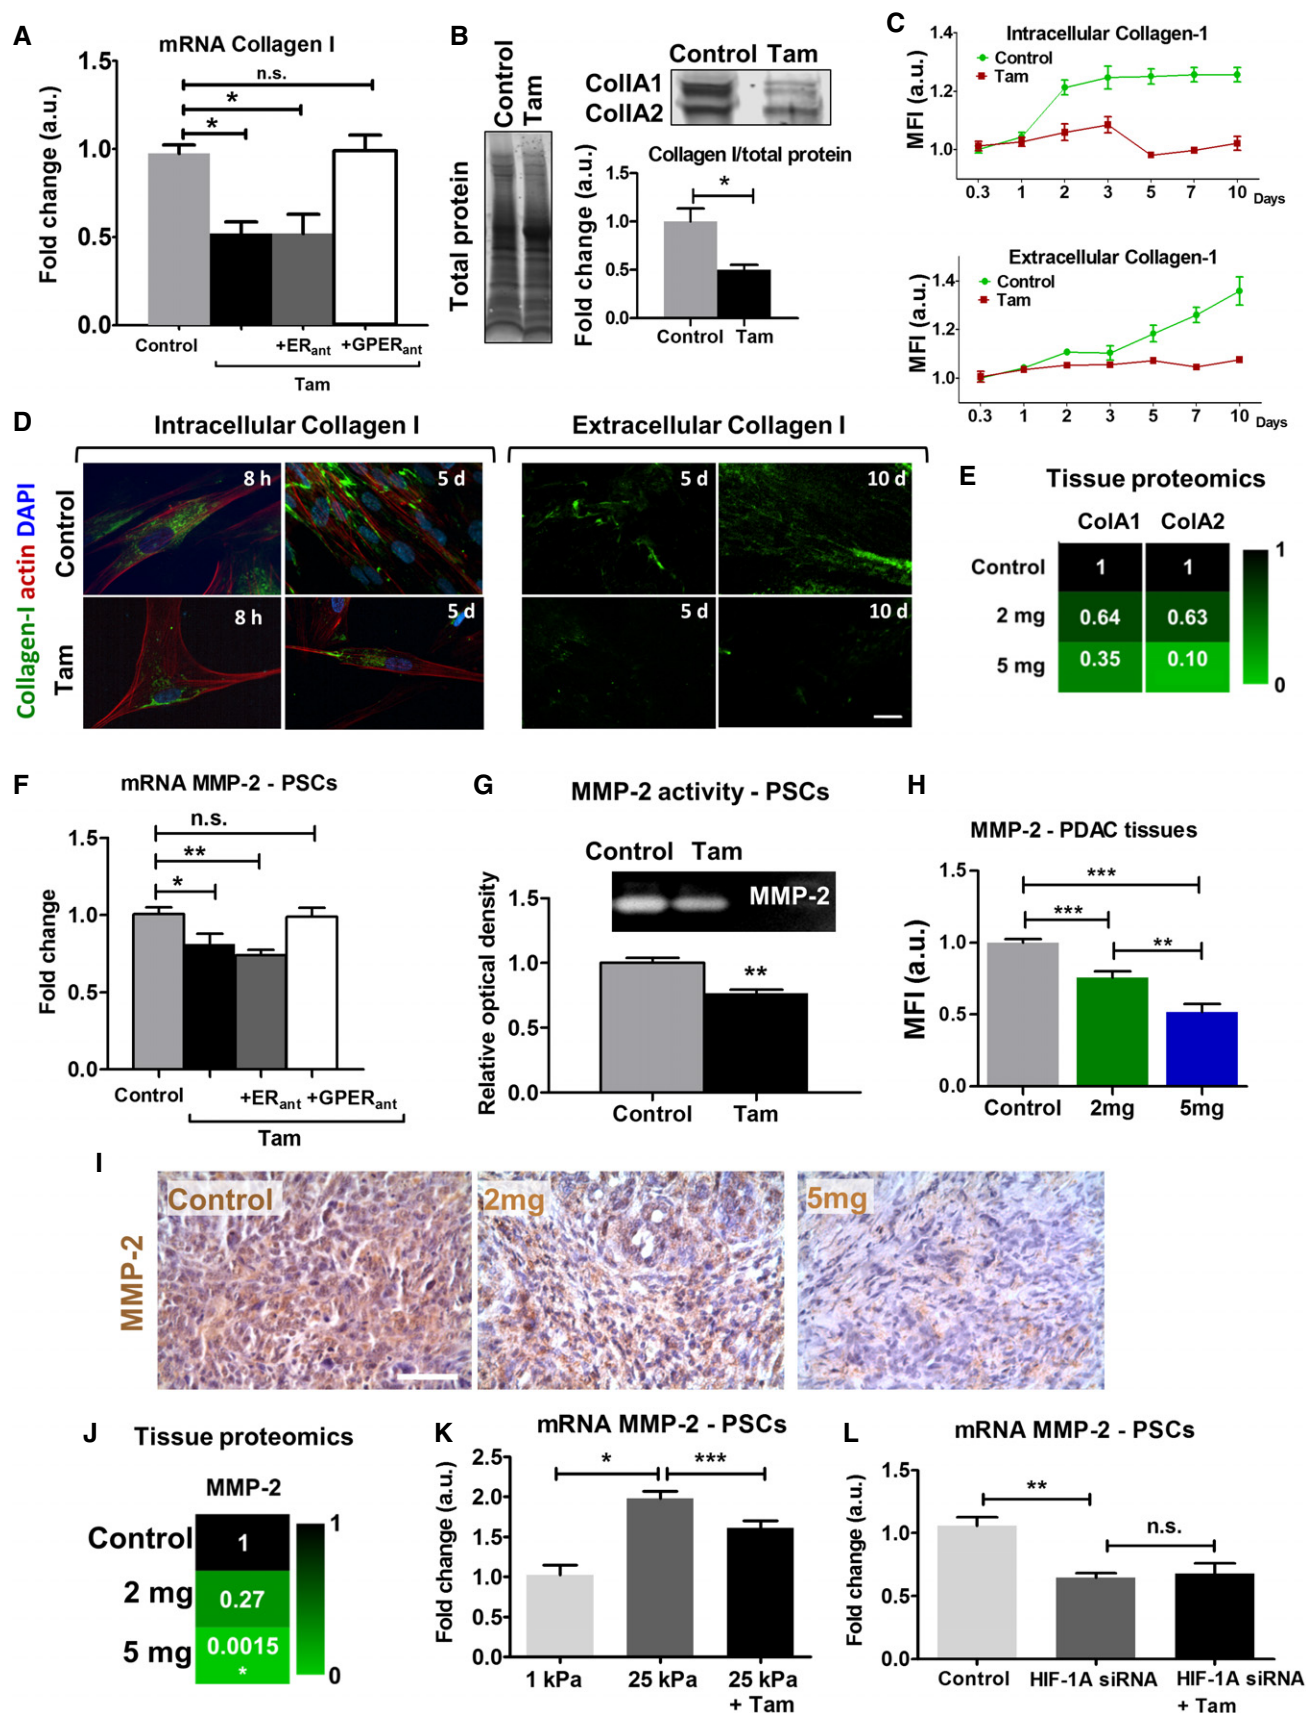 A
mRNA Collagen I
Fold change (a.u.)
1.5
1.0
0.5
0.0
n.s.
*
*
Control
+ERant
+GPERant
Tam
B
Control
Tam
Total protein
Control Tam
CollA1
CollA2
Collagen I/total protein
Fold change (a.u.)
1.5
1.0
0.5
0.0
*
Control
Tam
C
Intracellular Collagen-1
MFI (a.u.)
1.4
1.2
1.0
Control
Tam
0.3 1 2 3 5 7 10 Days
Extracellular Collagen-1
MFI (a.u.)
1.4
1.2
1.0
Control
Tam
0.3 1 2 3 5 7 10 Days
D
Intracellular Collagen I
Extracellular Collagen I
Collagen-I actin DAPI
Control
8 h
5 d
5 d
10 d
Tam
8 h
5 d
5 d
10 d
E
Tissue proteomics
ColA1 ColA2
Control 1 1
2 mg 0.64 0.63
5 mg 0.35 0.10
1
0
F
mRNA MMP-2 - PSCs
Fold change
1.5
1.0
0.5
0.0
n.s.
**
*
Control
+ERant +GPERant
Tam
G
MMP-2 activity - PSCs
Control Tam
MMP-2
Relative optical density
1.5
1.0
0.5
0.0
**
Control
Tam
H
MMP-2 - PDAC tissues
MFI (a.u.)
1.5
1.0
0.5
0.0
***
***
**
Control 2mg 5mg
I
MMP-2
Control
2mg
5mg
J
Tissue proteomics
MMP-2
Control 1
2 mg 0.27
5 mg 0.0015
*
1
0
K
mRNA MMP-2 - PSCs
Fold change (a.u.)
2.5
2.0
1.5
1.0
0.5
0.0
*
***
1 kPa 25 kPa 25 kPa
+ Tam
L
mRNA MMP-2 - PSCs
Fold change (a.u.)
1.5
1.0
0.5
0.0
**
n.s.
Control HIF-1A siRNA HIF-1A siRNA
+ Tam